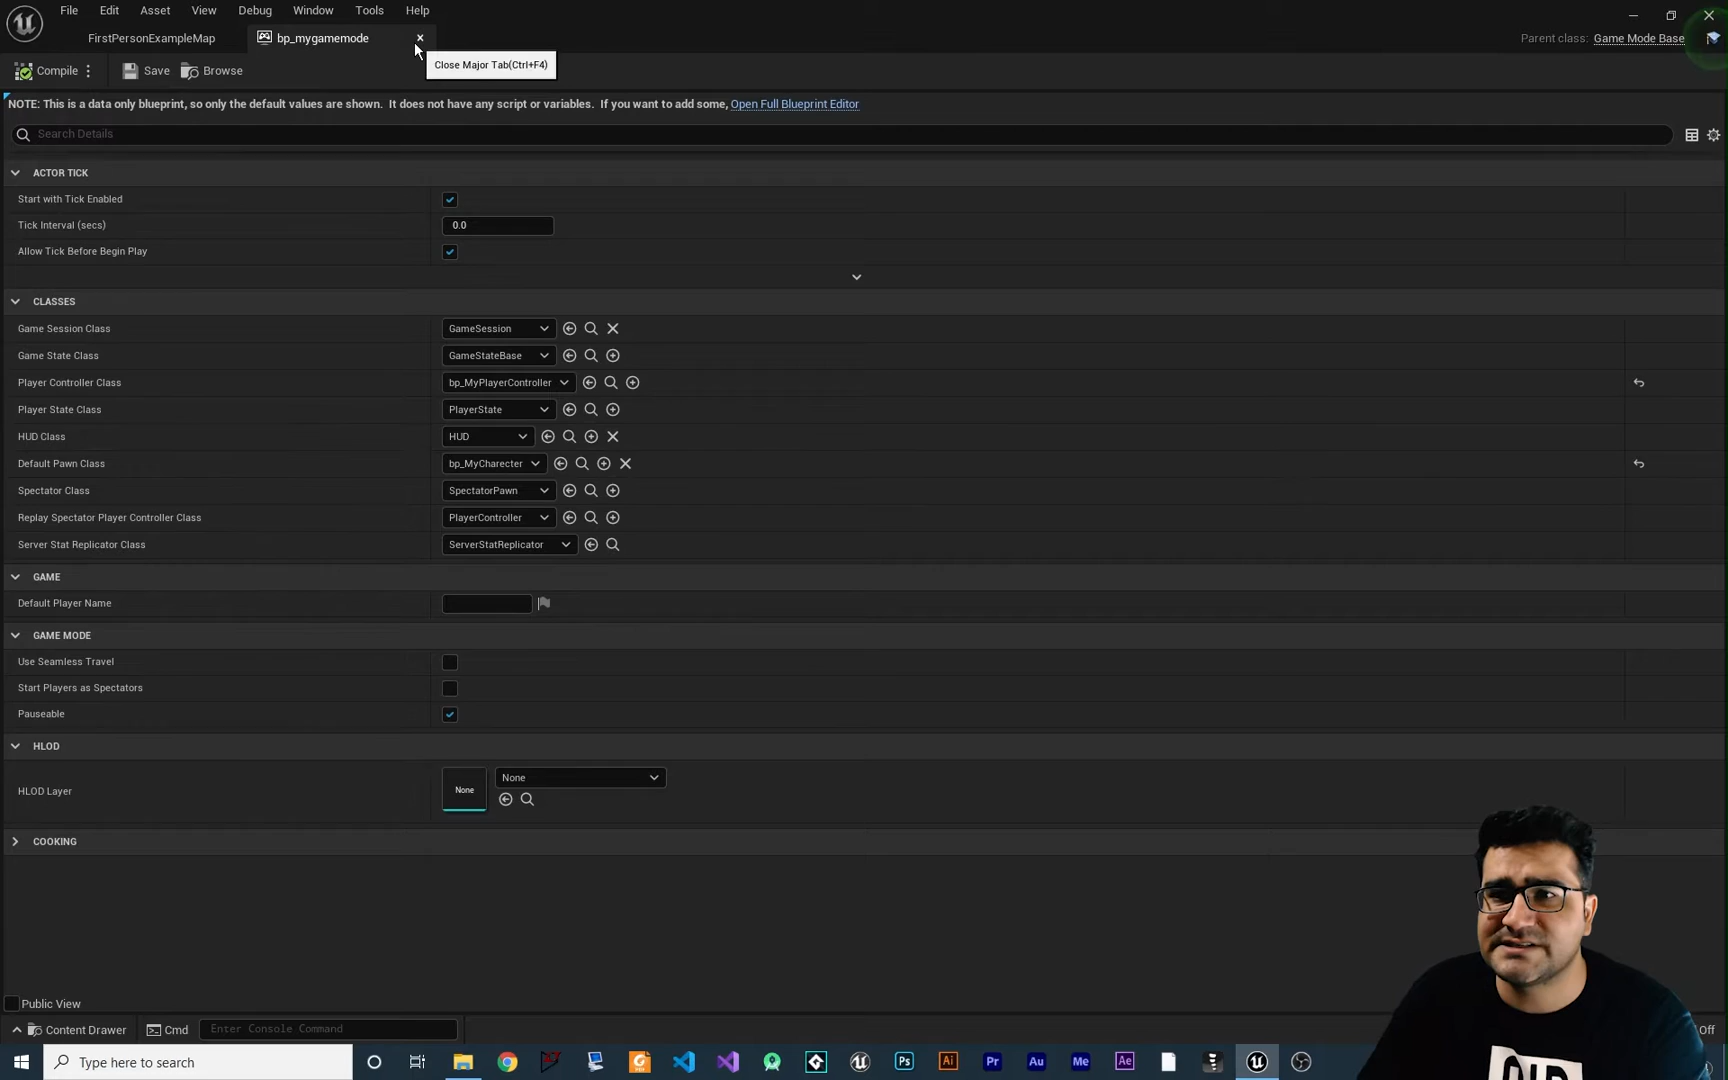 File Edit Asset View Debug Window Tools Help
FirstPersonExampleMap bp_mygamemode
Parent class: Game Mode Base
Close Major Tab(Ctrl+F4)
Compile Save Browse
NOTE: This is a data only blueprint, so only the default values are shown. It does not have any script or variables. If you want to add some, Open Full Blueprint Editor
Search Details
ACTOR TICK
Start with Tick Enabled
Tick Interval (secs) 0.0
Allow Tick Before Begin Play
CLASSES
Game Session Class GameSession
Game State Class GameStateBase
Player Controller Class bp_MyPlayerController
Player State Class PlayerState
HUD Class HUD
Default Pawn Class bp_MyCharecter
Spectator Class SpectatorPawn
Replay Spectator Player Controller Class PlayerController
Server Stat Replicator Class ServerStatReplicator
GAME
Default Player Name
GAME MODE
Use Seamless Travel
Start Players as Spectators
Pauseable
HLOD
HLOD Layer None None
COOKING
Public View
Content Drawer Cmd Enter Console Command Off
Type here to search
Ps Ai Pr Au Me Ae